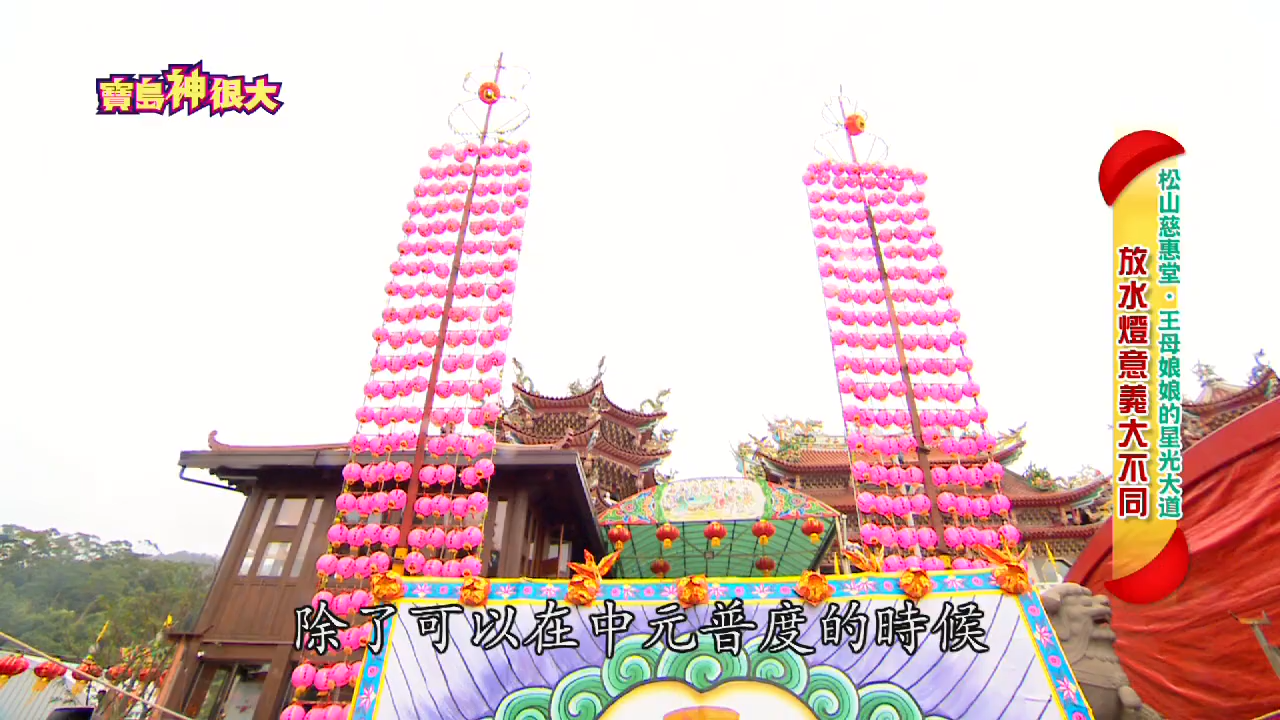 寶島神很大
松山慈惠堂・王母娘娘的星光大道
放水燈意義大不同
除了可以在中元普度的時候